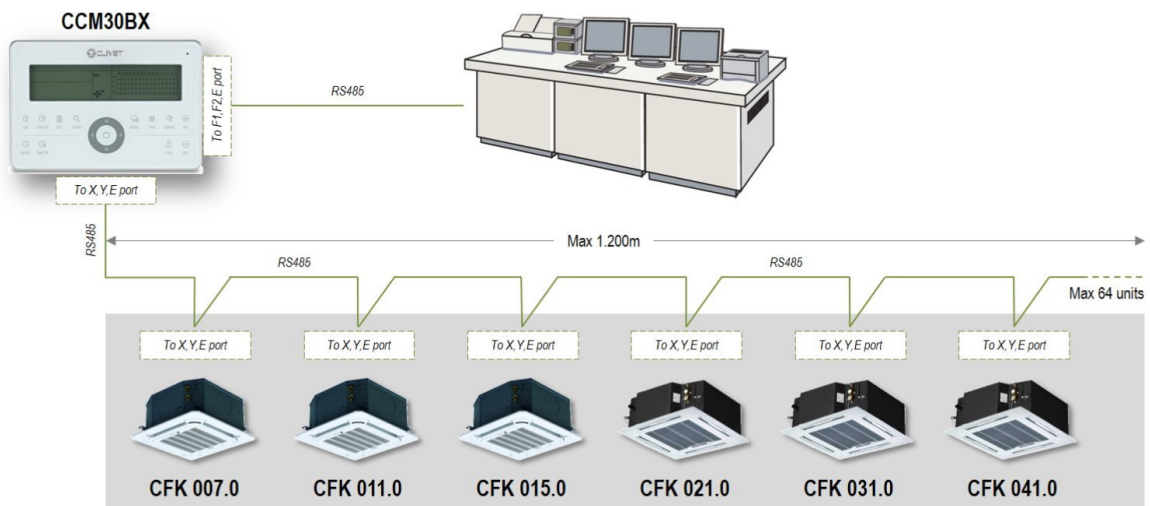 CCM30BX
CLIVET
To F1,F2,E port
RS485
To X,Y,E port
RS485
Max 1.200m
RS485
RS485
Max 64 units
To X,Y,E port
To X,Y,E port
To X,Y,E port
To X,Y,E port
To X,Y,E port
To X,Y,E port
CFK 007.0
CFK 011.0
CFK 015.0
CFK 021.0
CFK 031.0
CFK 041.0